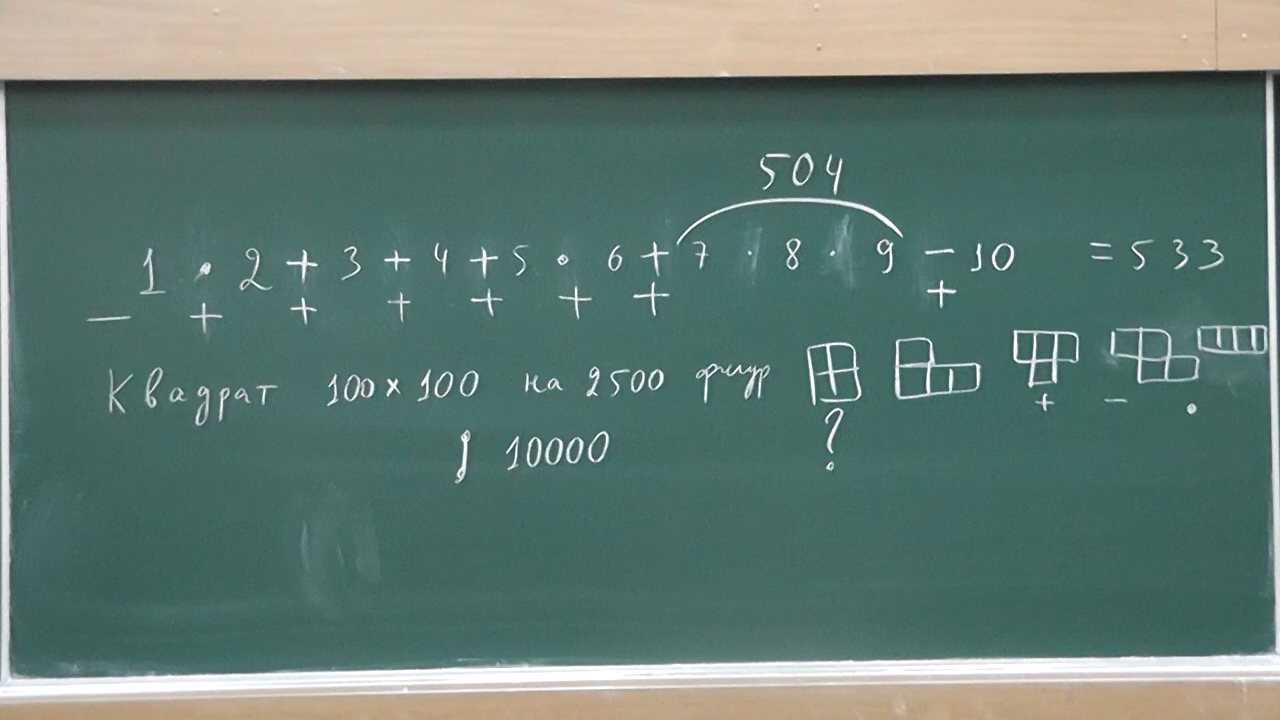 504
1 · 2 + 3 + 4 + 5 · 6 + 7 · 8 · 9 - 10 = 533
- + + + + + + +
Квадрат 100 x 100 на 2500 фигур
+ - ·
10000 ?